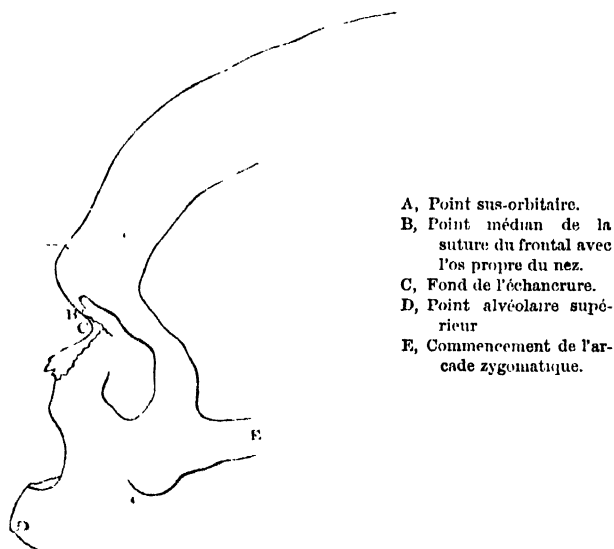 A, Point sus-orbitaire.
B, Point médian de la
suture du frontal avec
l'os propre du nez.
C, Fond de l'échancrure.
D, Point alvéolaire supé-
rieur
E, Commencement de l'ar-
cade zygomatique.
B
C
E
D